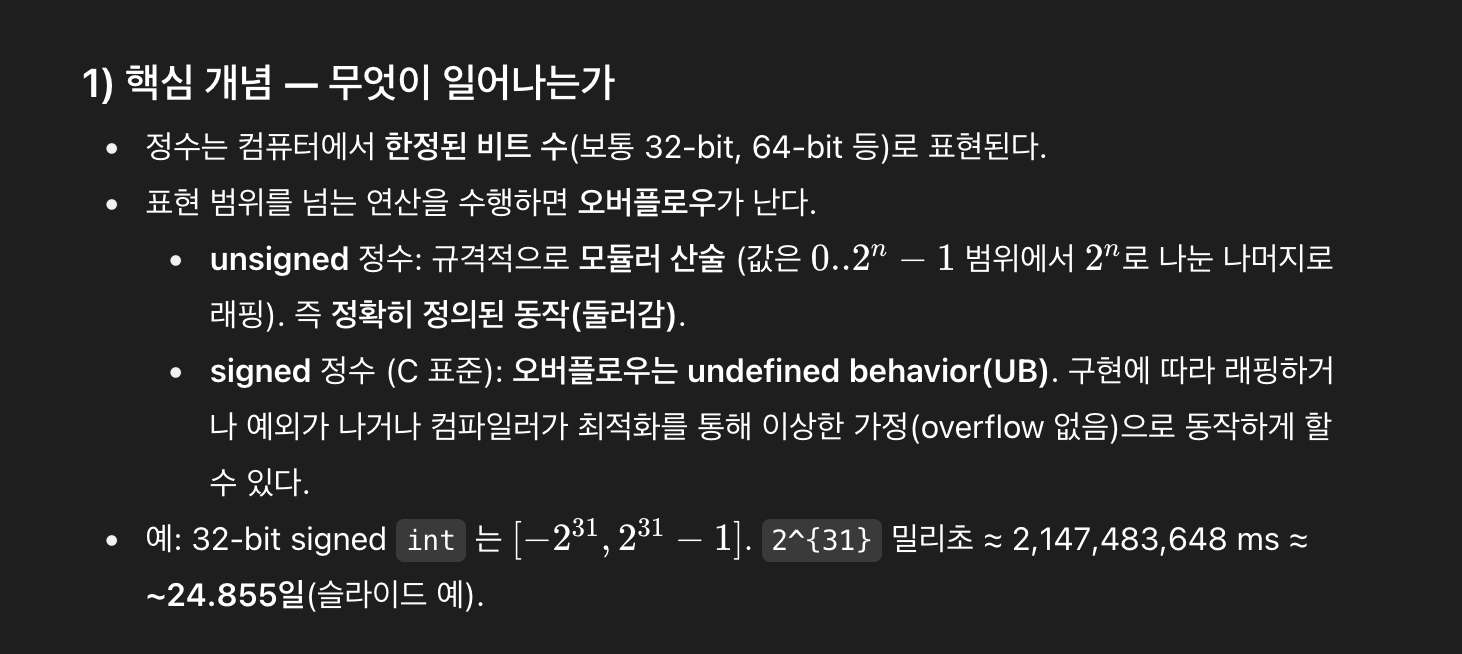 1) 핵심 개념 — 무엇이 일어나는가
• 정수는 컴퓨터에서 한정된 비트 수(보통 32-bit, 64-bit 등)로 표현된다.
• 표현 범위를 넘는 연산을 수행하면 오버플로우가 난다.
• unsigned 정수: 규격적으로 모듈러 산술 (값은 0..2ⁿ − 1 범위에서 2ⁿ로 나눈 나머지로
래핑). 즉 정확히 정의된 동작(둘러감).
• signed 정수 (C 표준): 오버플로우는 undefined behavior(UB). 구현에 따라 래핑하거
나 예외가 나거나 컴파일러가 최적화를 통해 이상한 가정(overflow 없음)으로 동작하게 할
수 있다.
• 예: 32-bit signed int 는 [−2³¹, 2³¹ − 1]. 2^{31} 밀리초 ≈ 2,147,483,648 ms ≈
~24.855일(슬라이드 예).